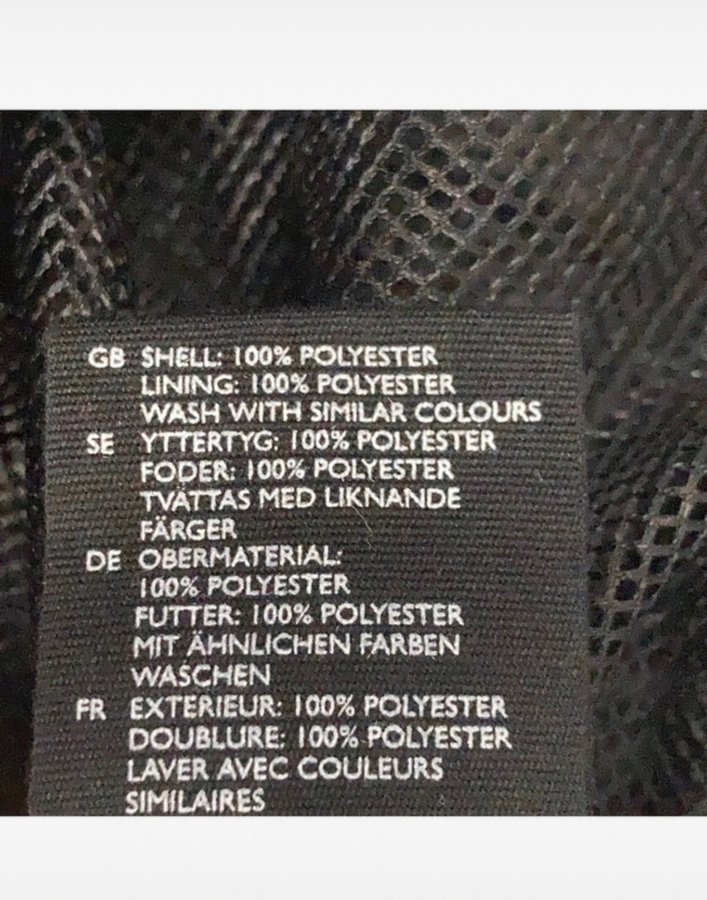 GB SHELL: 100% POLYESTER
LINING: 100% POLYESTER
WASH WITH SIMILAR COLOURS
SE YTTERTYG: 100% POLYESTER
FODER: 100% POLYESTER
TVÄTTAS MED LIKNANDE
FÄRGER
DE OBERMATERIAL:
100% POLYESTER
FUTTER: 100% POLYESTER
MIT ÄHNLICHEN FARBEN
WASCHEN
FR EXTERIEUR: 100% POLYESTER
DOUBLURE: 100% POLYESTER
LAVER AVEC COULEURS
SIMILAIRES